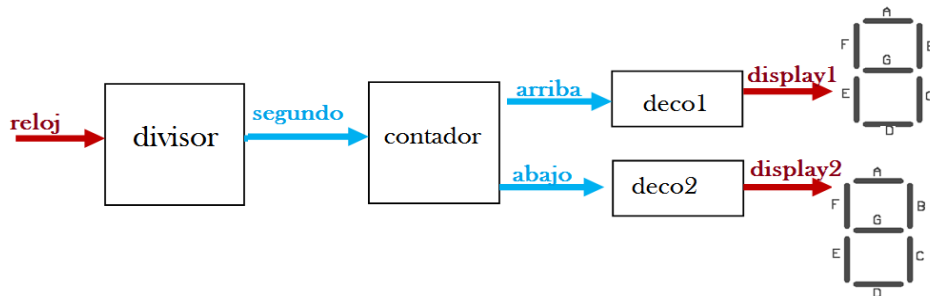 reloj
divisor
segundo
contador
arriba
abajo
deco1
deco2
display1
display2
A
F
B
G
E
C
D
A
F
B
G
E
C
D